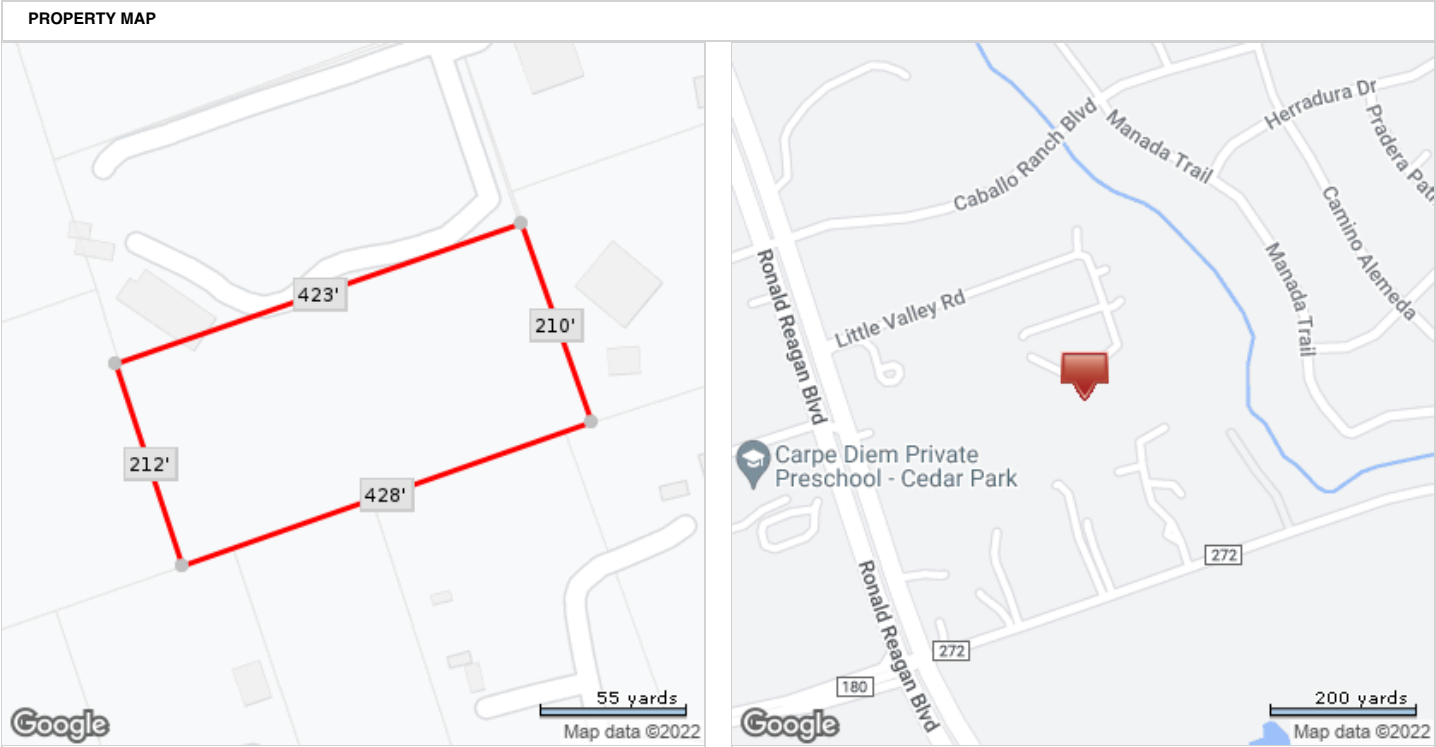 PROPERTY MAP
423'
210'
212'
428'
55 yards
Google
Map data ©2022
Herradura Dr
Caballo Ranch Blvd
Manada Trail
Pradera Pat
Camino Alemeda
Manada Trail
Ronald Reagan Blvd
Little Valley Rd
Carpe Diem Private
Preschool - Cedar Park
272
Ronald Reagan Blvd
272
180
200 yards
Google
Map data ©2022